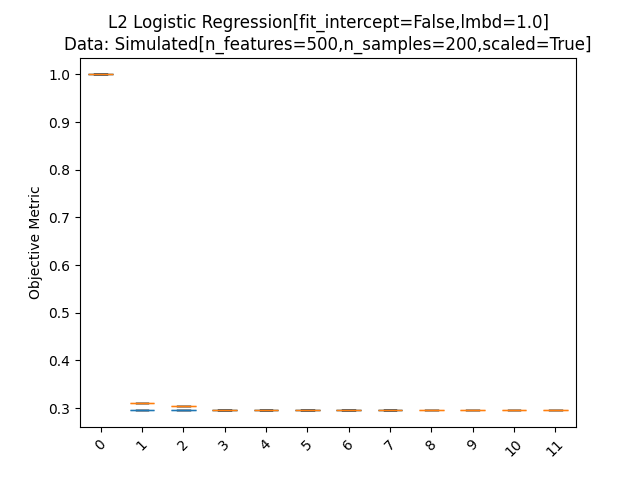 L2 Logistic Regression[fit_intercept=False,lmbd=1.0]
Data: Simulated[n_features=500,n_samples=200,scaled=True]
Objective Metric
1.0
0.9
0.8
0.7
0.6
0.5
0.4
0.3
0 1 2 3 4 5 6 7 8 9 10 11